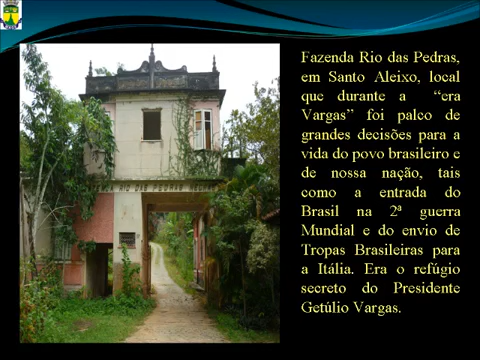 Fazenda Rio das Pedras,
em Santo Aleixo, local
que durante a “era
Vargas” foi palco de
grandes decisões para a
vida do povo brasileiro e
de nossa nação, tais
como a entrada do
Brasil na 2ª guerra
Mundial e do envio de
Tropas Brasileiras para
a Itália. Era o refúgio
secreto do Presidente
Getúlio Vargas.